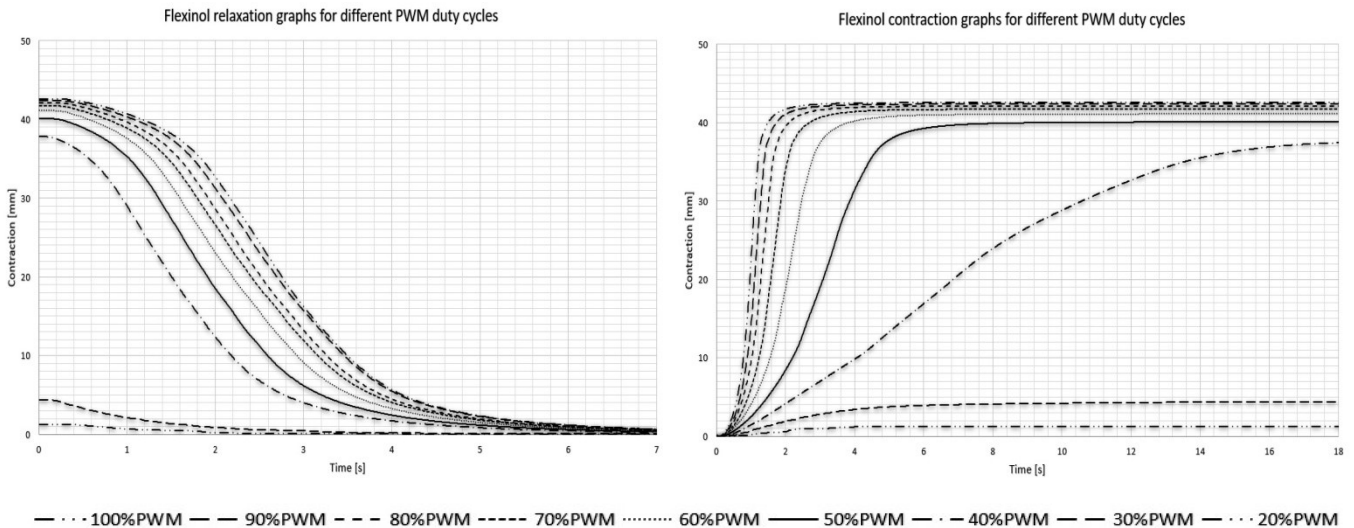 Flexinol relaxation graphs for different PWM duty cycles
50
40
30
20
10
0
Contraction [mm]
0 1 2 3 4 5 6 7
Time [s]
Flexinol contraction graphs for different PWM duty cycles
50
40
30
20
10
0
Contraction [mm]
0 2 4 6 8 10 12 14 16 18
Time [s]
100%PWM 90%PWM 80%PWM 70%PWM 60%PWM 50%PWM 40%PWM 30%PWM 20%PWM